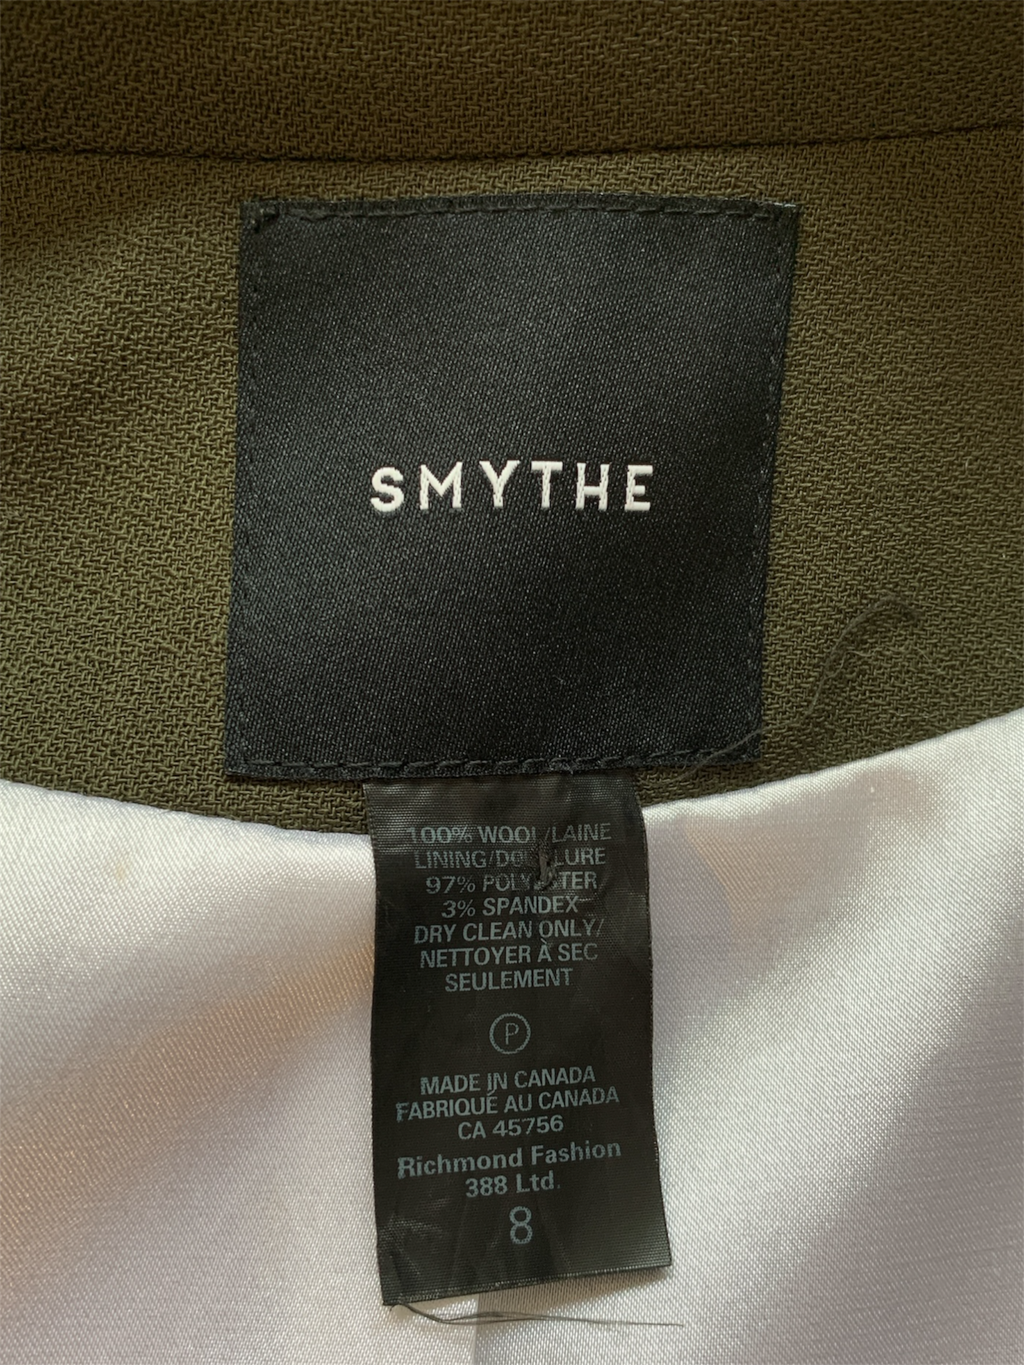 SMYTHE
100% WOOL/LAINE
LINING/DOUBLURE
97% POLYESTER
3% SPANDEX
DRY CLEAN ONLY/
NETTOYER À SEC
SEULEMENT
P
MADE IN CANADA
FABRIQUÉ AU CANADA
CA 45756
Richmond Fashion
388 Ltd.
8